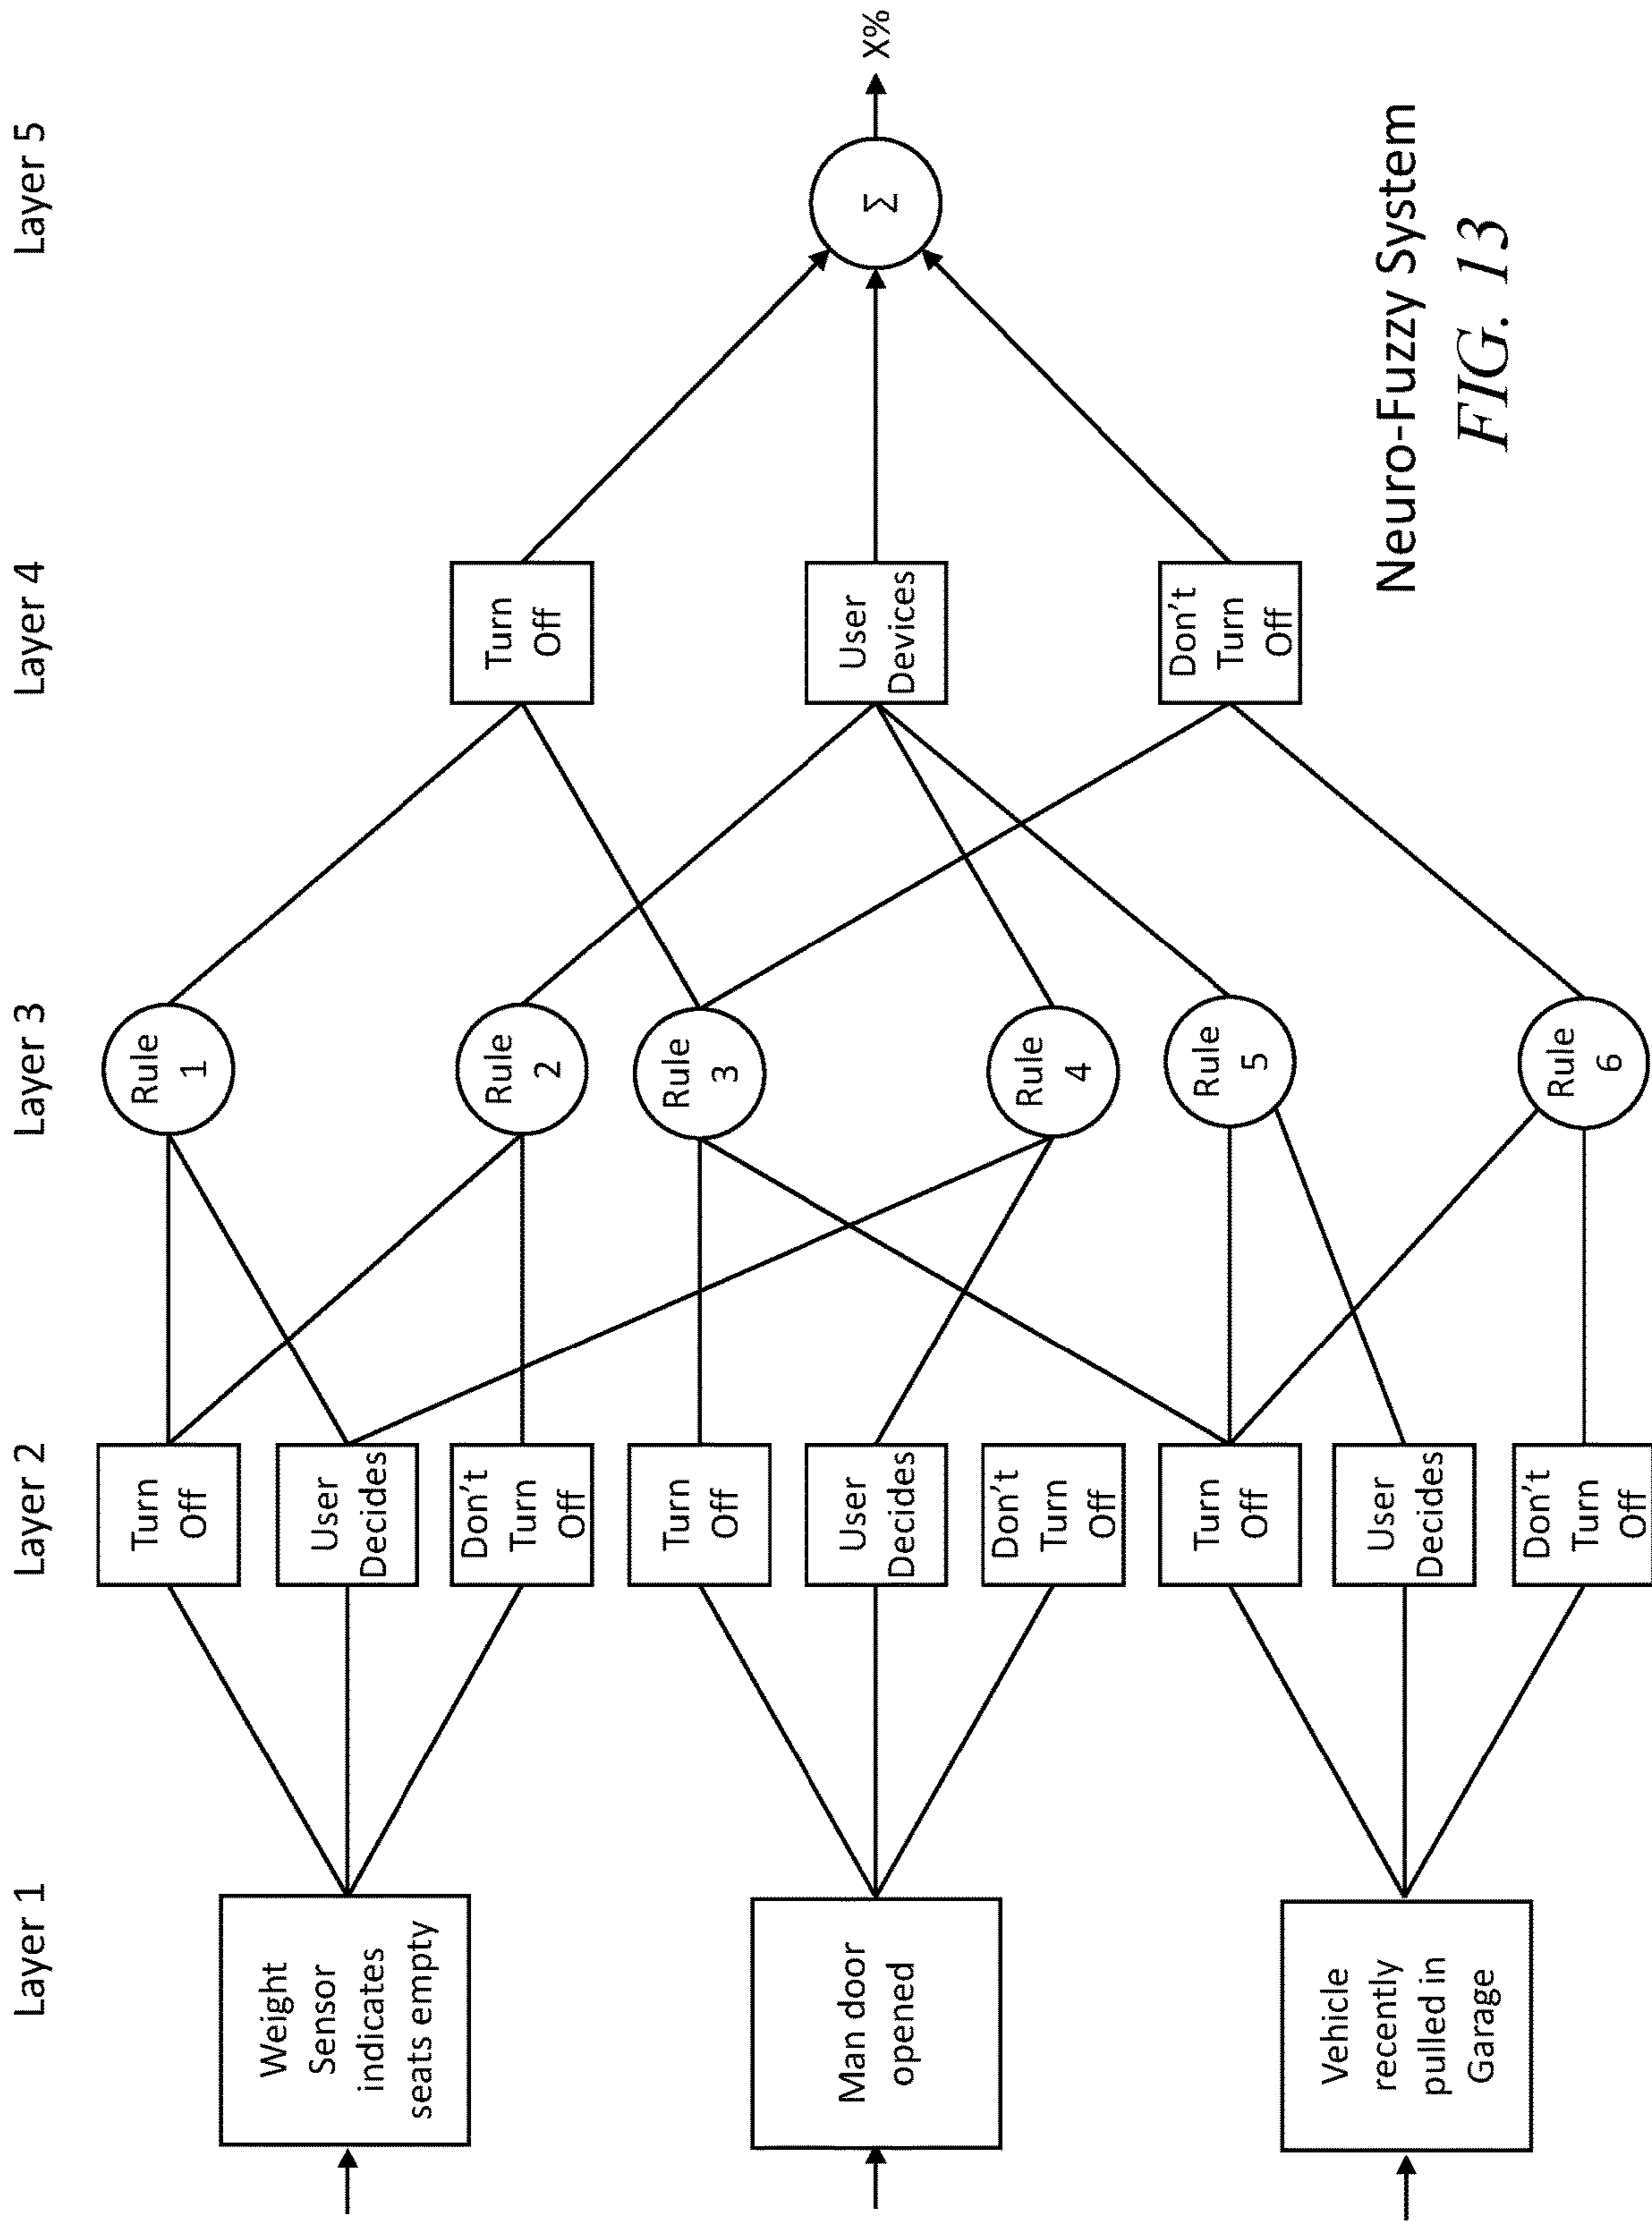 Layer 1
Layer 2
Layer 3
Layer 4
Layer 5
Weight
Sensor
indicates
seats empty
Man door
opened
Vehicle
recently
pulled in
Garage
Turn
Off
User
Decides
Don't
Turn
Off
Turn
Off
User
Decides
Don't
Turn
Off
Turn
Off
User
Decides
Don't
Turn
Off
Rule
1
Rule
2
Rule
3
Rule
4
Rule
5
Rule
6
Turn
Off
User
Devices
Don't
Turn
Off
Σ
X%
Neuro-Fuzzy System
FIG. 13